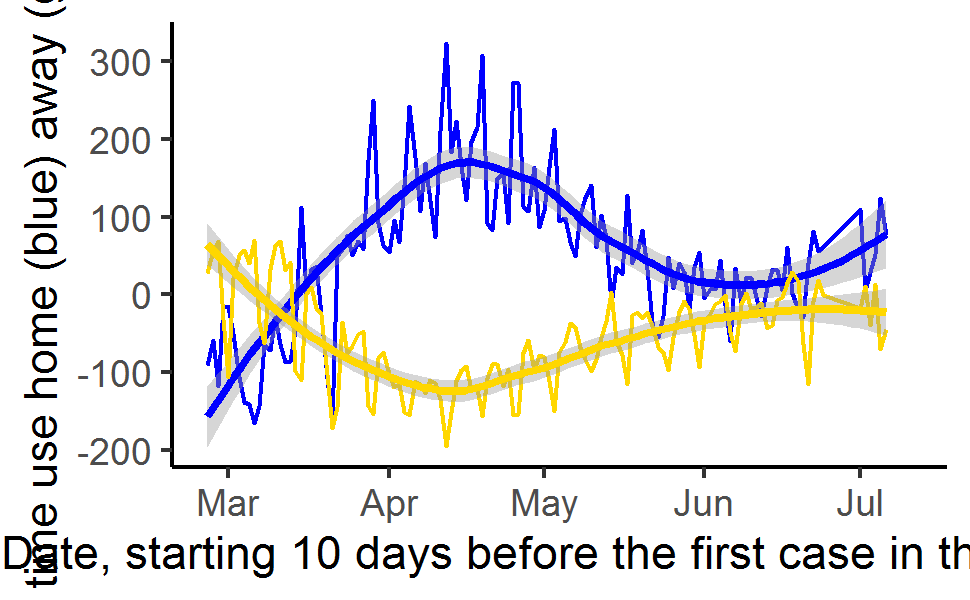 time use home (blue) away (
300
200
100
0
-100
-200
Mar Apr May Jun Jul
Date, starting 10 days before the first case in th